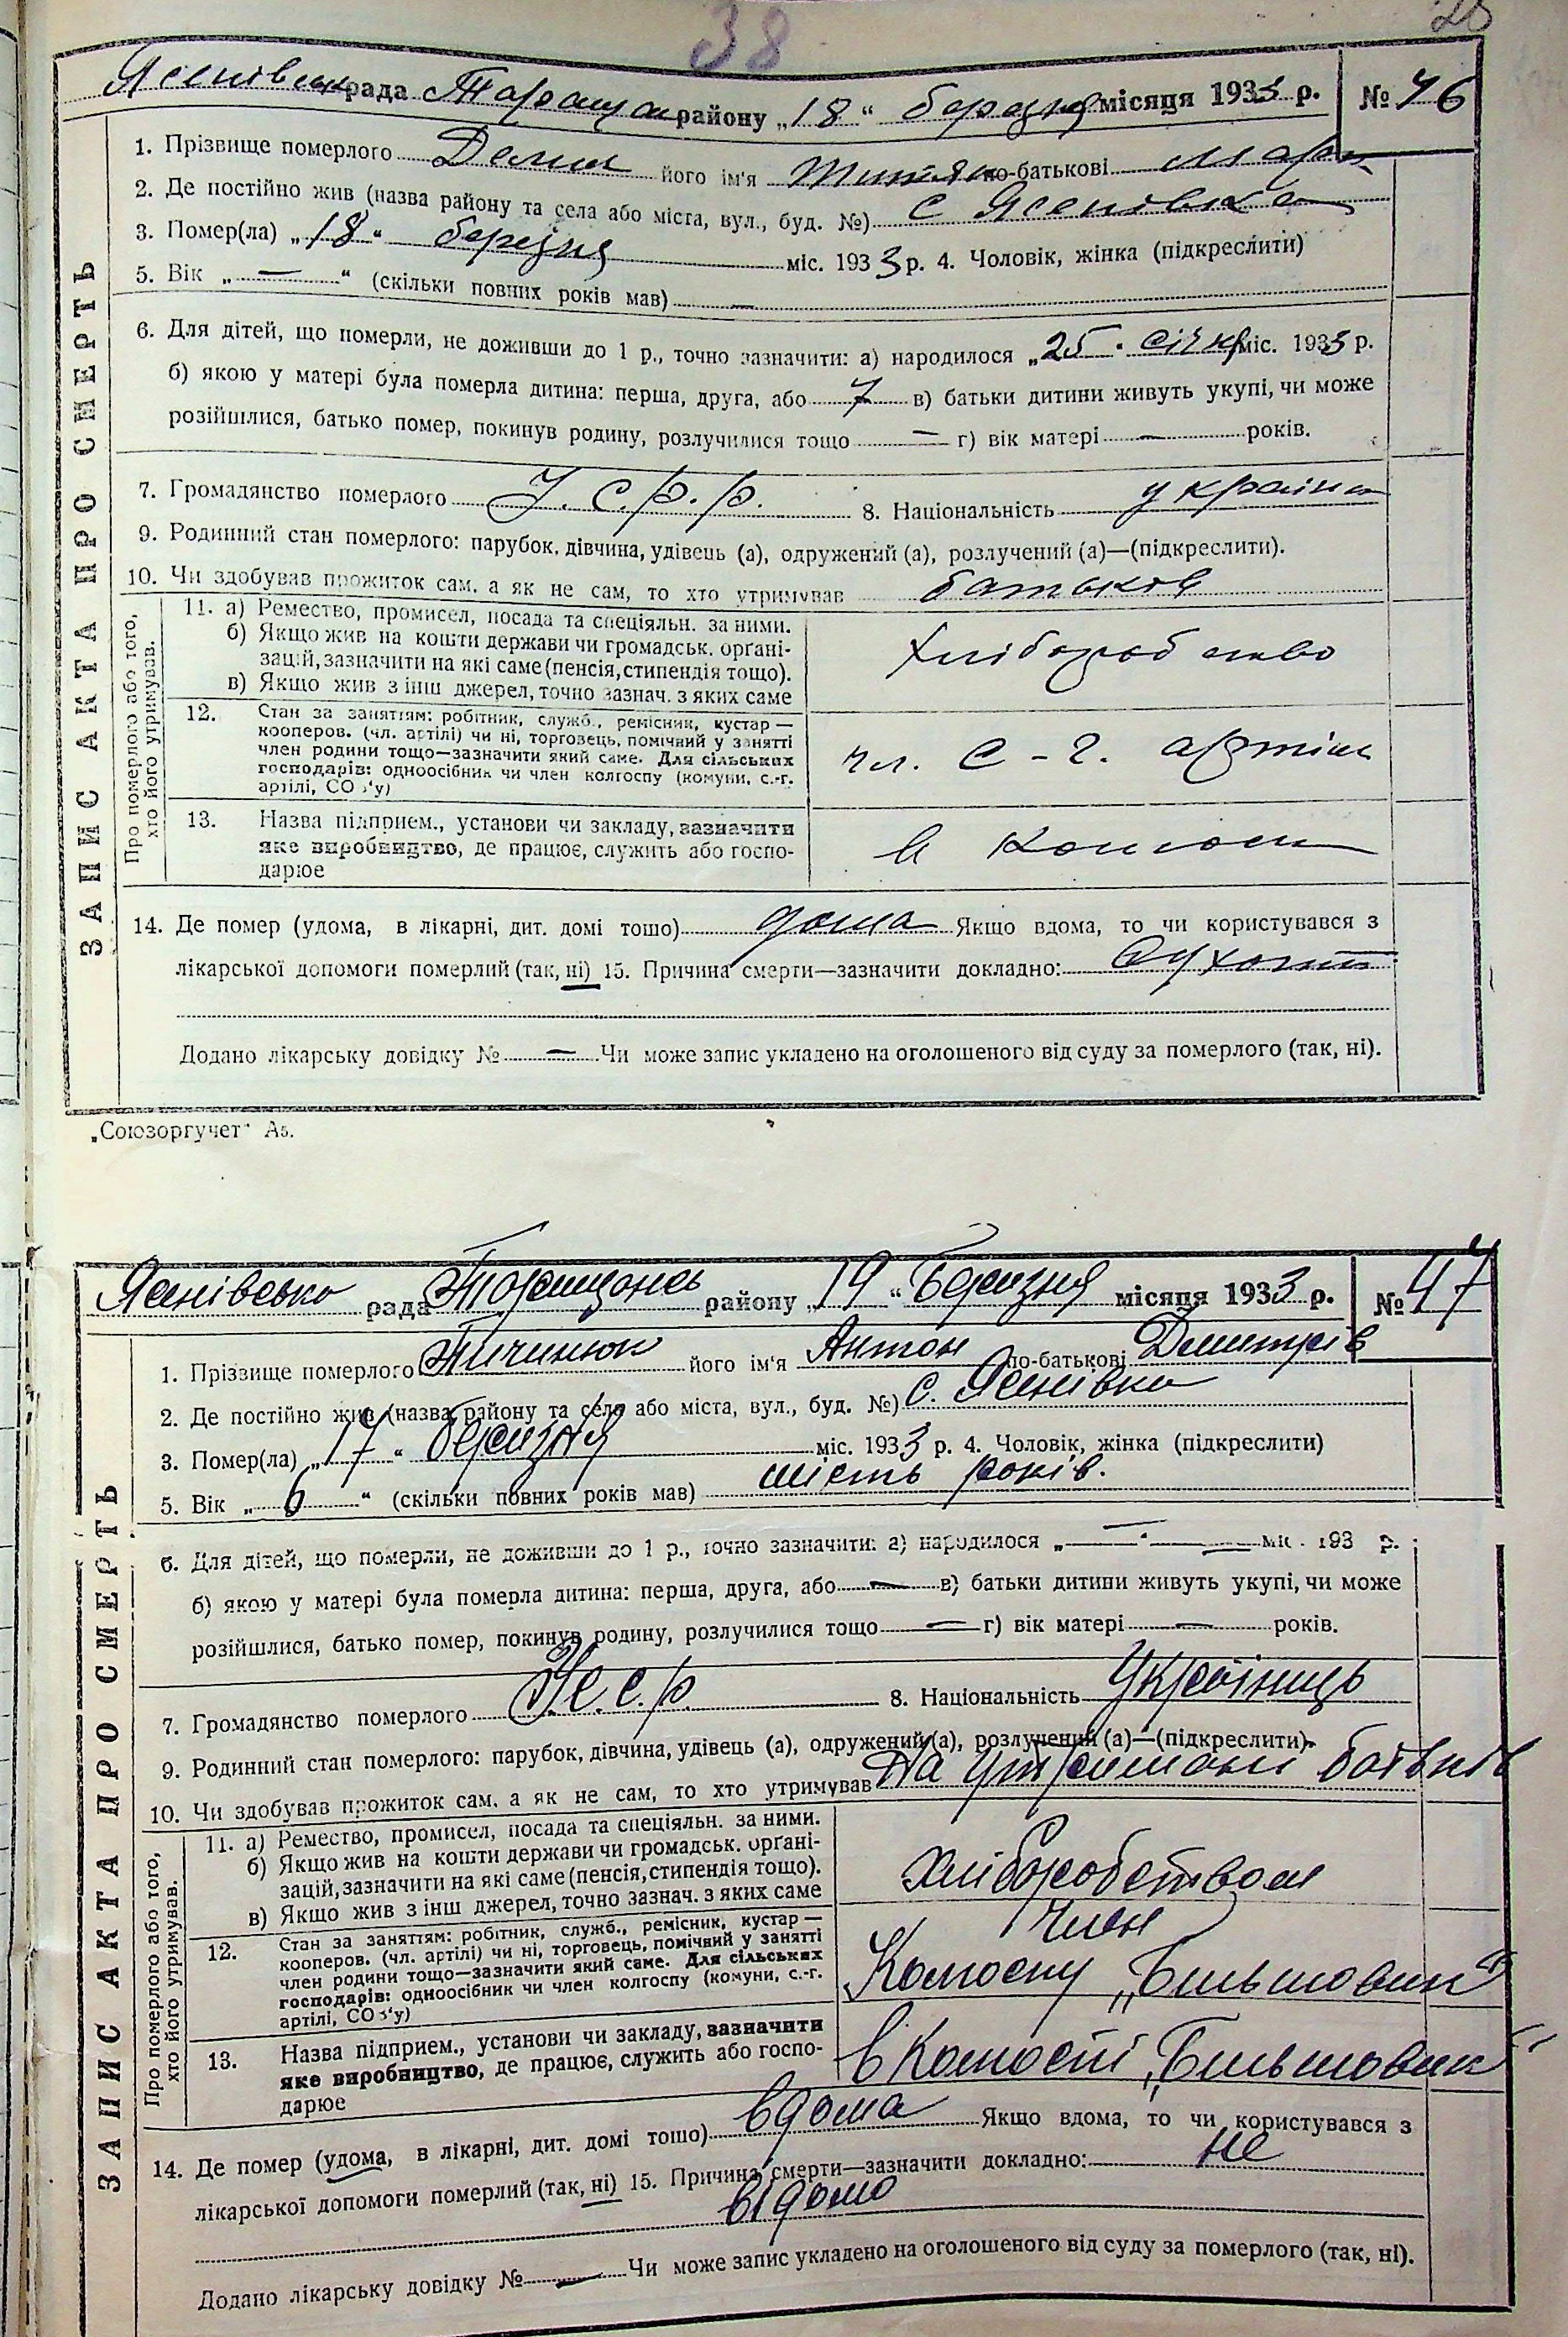 38
28
Ясенівська рада Таращан району „18“ березня місяця 1933 р. № 46
ЗАПИС АКТА ПРО СМЕРТЬ
1. Прізвище померлого його ім'я по-батькові
2. Де постійно жив (назва району та села або міста, вул., буд. №) с Ясенівка
3. Помер(ла) „18“ березня міс. 1933 р. 4. Чоловік, жінка (підкреслити)
5. Вік „—“ (скільки повних років мав) —
6. Для дітей, що померли, не доживши до 1 р., точно зазначити: а) народилося „25“ січня міс. 1933 р.
б) якою у матері була померла дитина: перша, друга, або 7 в) батьки дитини живуть укупі, чи може
розійшлися, батько помер, покинув родину, розлучилися тощо — г) вік матері — років.
7. Громадянство померлого У.С.Р.Р. 8. Національність україн
9. Родинний стан померлого: парубок, дівчина, удівець (а), одружений (а), розлучений (а)—(підкреслити).
10. Чи здобував прожиток сам, а як не сам, то хто утримував батьків
Про померлого або того, хто його утримував.
11. а) Ремество, промисел, посада та спеціяльн. за ними.
б) Якщо жив на кошти держави чи громадськ. орґані-
зацій, зазначити на які саме (пенсія, стипендія тощо).
в) Якщо жив з інш джерел, точно зазнач. з яких саме
хліборобство
12. Стан за заняттям: робітник, служб., ремісник, кустар —
кооперов. (чл. артілі) чи ні, торговець, помічний у занятті
член родини тощо—зазначити який саме. Для сільських
господарів: одноосібник чи член колгоспу (комуни, с.-г.
артілі, СОЗ'у)
чл. С-г. артіли
13. Назва підприєм., установи чи закладу, зазначити
яке виробництво, де працює, служить або госпо-
дарює
в
14. Де помер (удома, в лікарні, дит. домі тощо) дома Якщо вдома, то чи користувався з
лікарської допомоги померлий (так, ні) 15. Причина смерти—зазначити докладно:
Додано лікарську довідку № — Чи може запис укладено на оголошеного від суду за померлого (так, ні).
„Союзоргучет“ А5.
Ясенівсько рада Торащансь району 19 “ Березня місяця 1933 р. № 47
ЗАПИС АКТА ПРО СМЕРТЬ
1. Прізвище померлого Тичинюк його ім'я Антон по-батькові Дмитрів
2. Де постійно жив (назва району та села або міста, вул., буд. №) с. Ясенівка
3. Помер(ла) „17“ березня міс. 1933 р. 4. Чоловік, жінка (підкреслити)
5. Вік „6“ (скільки повних років мав) шість років.
6. Для дітей, що померли, не доживши до 1 р., точно зазначити: а) народилося „—“ — міс. 193 р.
б) якою у матері була померла дитина: перша, друга, або — в) батьки дитини живуть укупі, чи може
розійшлися, батько помер, покинув родину, розлучилися тощо — г) вік матері — років.
7. Громадянство померлого 8. Національність Українець
9. Родинний стан померлого: парубок, дівчина, удівець (а), одружений (а), розлучений (а)—(підкреслити).
10. Чи здобував прожиток сам, а як не сам, то хто утримував На утриманні батьків
Про померлого або того, хто його утримував.
11. а) Ремество, промисел, посада та спеціяльн. за ними.
б) Якщо жив на кошти держави чи громадськ. орґані-
зацій, зазначити на які саме (пенсія, стипендія тощо).
в) Якщо жив з інш джерел, точно зазнач. з яких саме
хліборобством
12. Стан за заняттям: робітник, служб., ремісник, кустар —
кооперов. (чл. артілі) чи ні, торговець, помічний у занятті
член родини тощо—зазначити який саме. Для сільських
господарів: одноосібник чи член колгоспу (комуни, с.-г.
артілі, СОЗ'у)
Член
Колгоспу „Більшовик“
13. Назва підприєм., установи чи закладу, зазначити
яке виробництво, де працює, служить або госпо-
дарює
в Колгоспі „Більшовик“
14. Де помер (удома, в лікарні, дит. домі тощо) вдома Якщо вдома, то чи користувався з
лікарської допомоги померлий (так, ні) 15. Причина смерти—зазначити докладно: не
відомо
Додано лікарську довідку № — Чи може запис укладено на оголошеного від суду за померлого (так, ні).